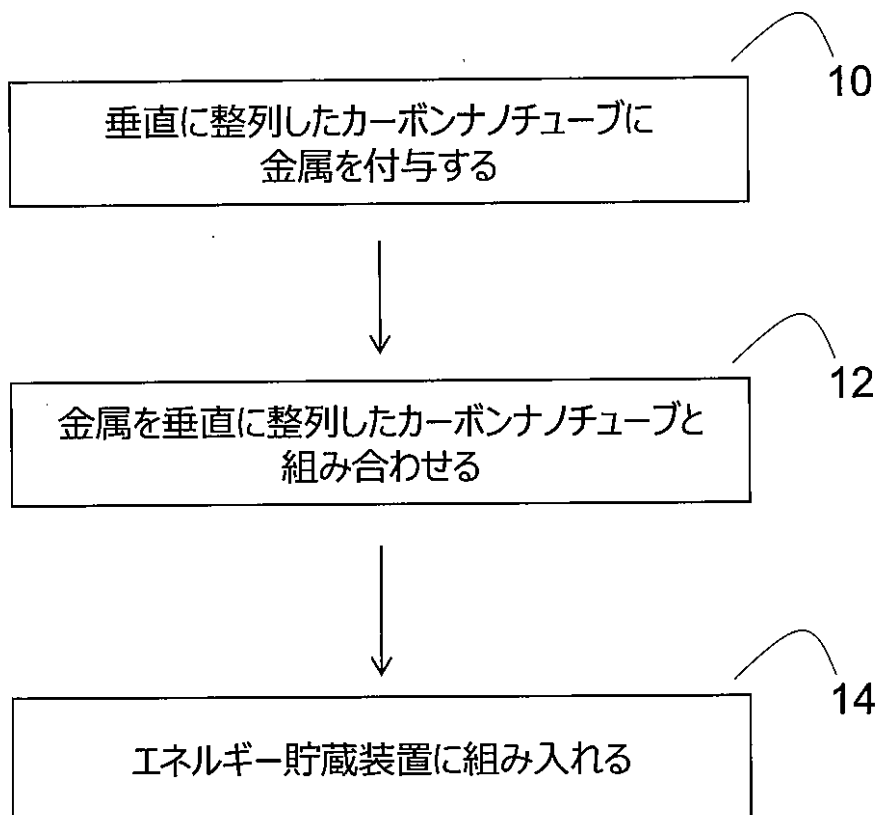 10
垂直に整列したカーボンナノチューブに
金属を付与する
12
金属を垂直に整列したカーボンナノチューブと
組み合わせる
14
エネルギー貯蔵装置に組み入れる